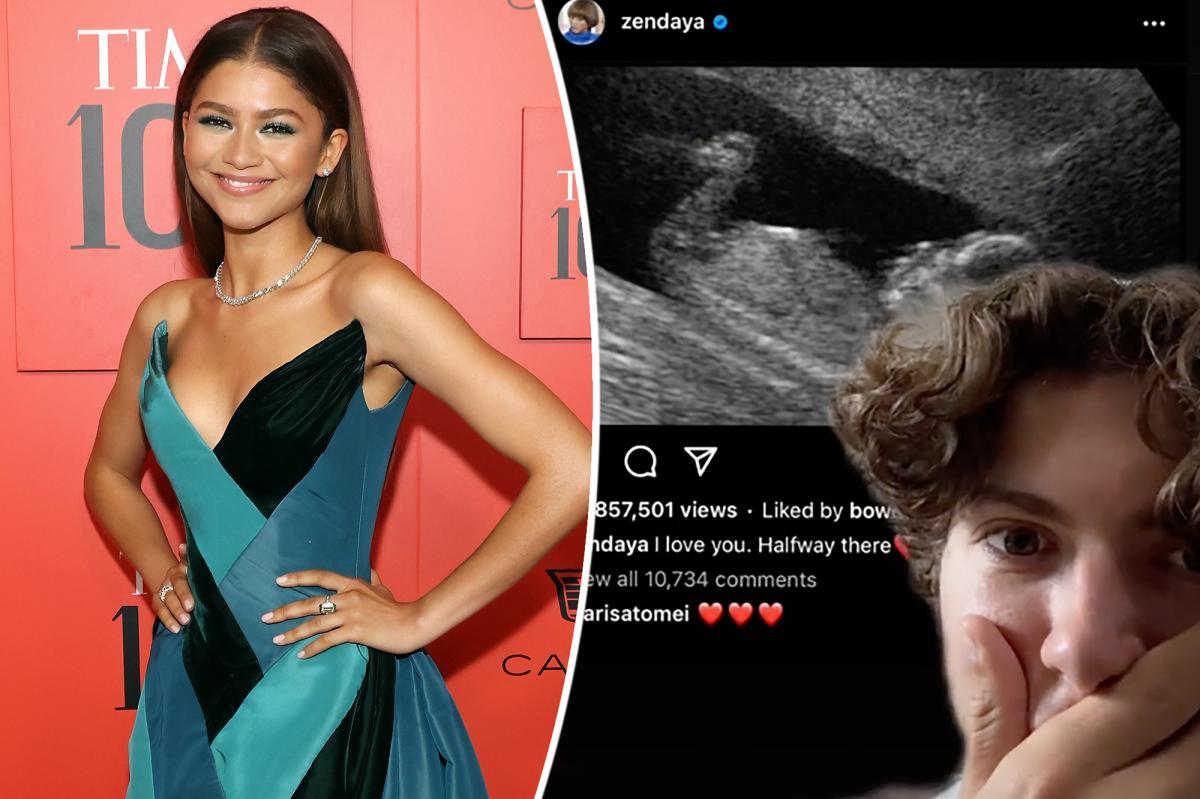 TIM
10
zendaya
857,501 views · Liked by bow
ndaya I love you. Halfway there
ew all 10,734 comments
arisatomei ❤️❤️❤️
CA